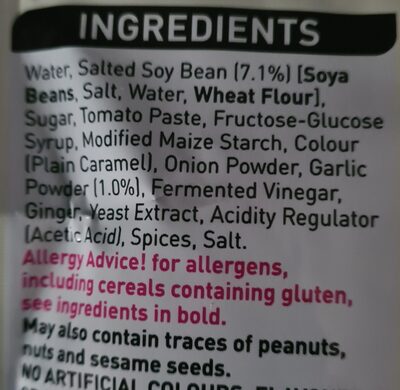 INGREDIENTS
Water, Salted Soy Bean (7.1%) [Soya
Beans, Salt, Water, Wheat Flour],
Sugar, Tomato Paste, Fructose-Glucose
Syrup, Modified Maize Starch, Colour
(Plain Caramel), Onion Powder, Garlic
Powder (1.0%), Fermented Vinegar,
Ginger, Yeast Extract, Acidity Regulator
(Acetic Acid), Spices, Salt.
Allergy Advice! for allergens,
including cereals containing gluten,
see ingredients in bold.
May also contain traces of peanuts,
nuts and sesame seeds.
NO ARTIFICIAL COLOURS,